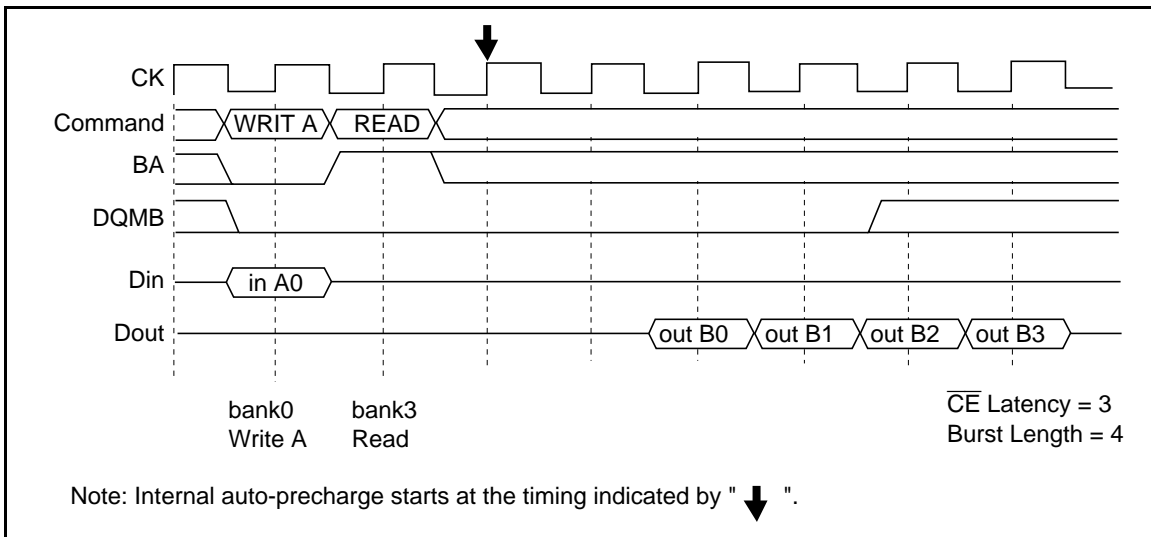 CK
Command WRIT A READ
BA
DQMB
Din in A0
Dout out B0 out B1 out B2 out B3
bank0 bank3 CE Latency = 3
Write A Read Burst Length = 4
Note: Internal auto-precharge starts at the timing indicated by " ".